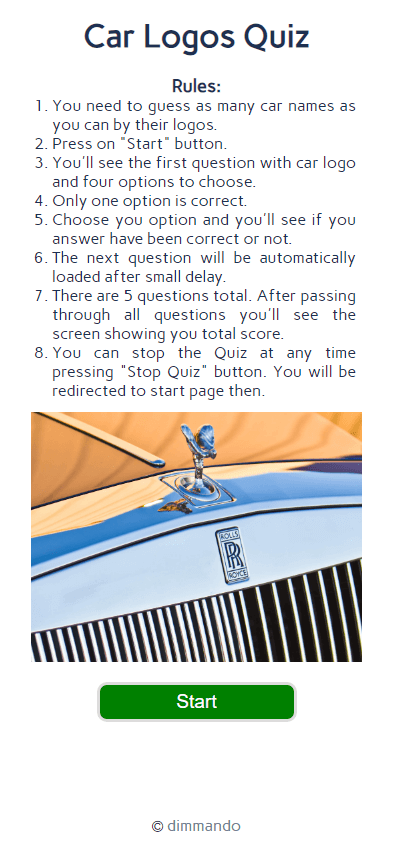 Car Logos Quiz
Rules:
1. You need to guess as many car names as
you can by their logos.
2. Press on "Start" button.
3. You'll see the first question with car logo
and four options to choose.
4. Only one option is correct.
5. Choose you option and you'll see if you
answer have been correct or not.
6. The next question will be automatically
loaded after small delay.
7. There are 5 questions total. After passing
through all questions you'll see the
screen showing you total score.
8. You can stop the Quiz at any time
pressing "Stop Quiz" button. You will be
redirected to start page then.
ROLLS
RR
ROYCE
Start
© dimmando